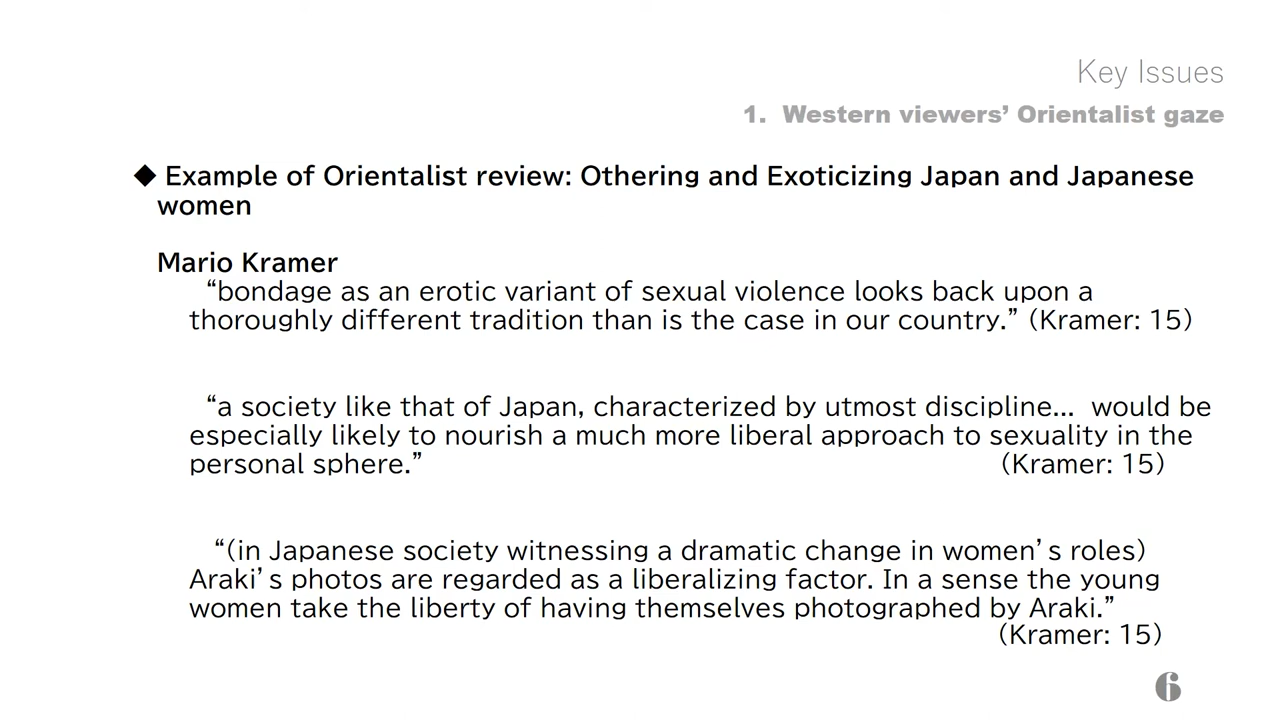 Key Issues
1. Western viewers’ Orientalist gaze
◆ Example of Orientalist review: Othering and Exoticizing Japan and Japanese
women
Mario Kramer
“bondage as an erotic variant of sexual violence looks back upon a
thoroughly different tradition than is the case in our country.” (Kramer: 15)
“a society like that of Japan, characterized by utmost discipline... would be
especially likely to nourish a much more liberal approach to sexuality in the
personal sphere.” (Kramer: 15)
“(in Japanese society witnessing a dramatic change in women’s roles)
Araki’s photos are regarded as a liberalizing factor. In a sense the young
women take the liberty of having themselves photographed by Araki.”
(Kramer: 15)
6